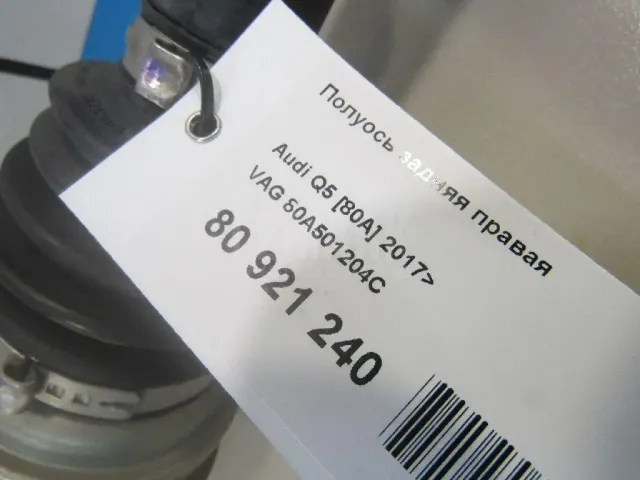 Полуось задняя правая
Audi Q5 [80A] 2017>
VAG 80A501204C
80 921 240